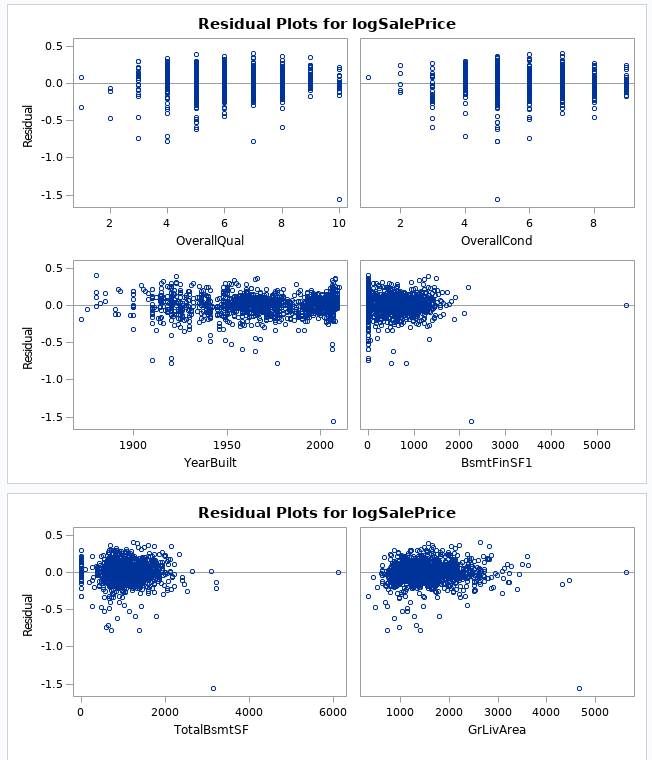 Residual Plots for logSalePrice
0.5
0.0
-0.5
-1.0
-1.5
Residual
2 4 6 8 10
OverallQual
2 4 6 8
OverallCond
0.5
0.0
-0.5
-1.0
-1.5
Residual
1900 1950 2000
YearBuilt
0 1000 2000 3000 4000 5000
BsmtFinSF1
Residual Plots for logSalePrice
0.5
0.0
-0.5
-1.0
-1.5
Residual
0 2000 4000 6000
TotalBsmtSF
1000 2000 3000 4000 5000
GrLivArea